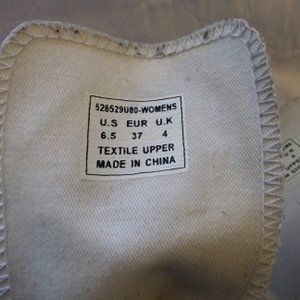 526529U80-WOMENS
U.S EUR U.K
6.5 37 4
TEXTILE UPPER
MADE IN CHINA